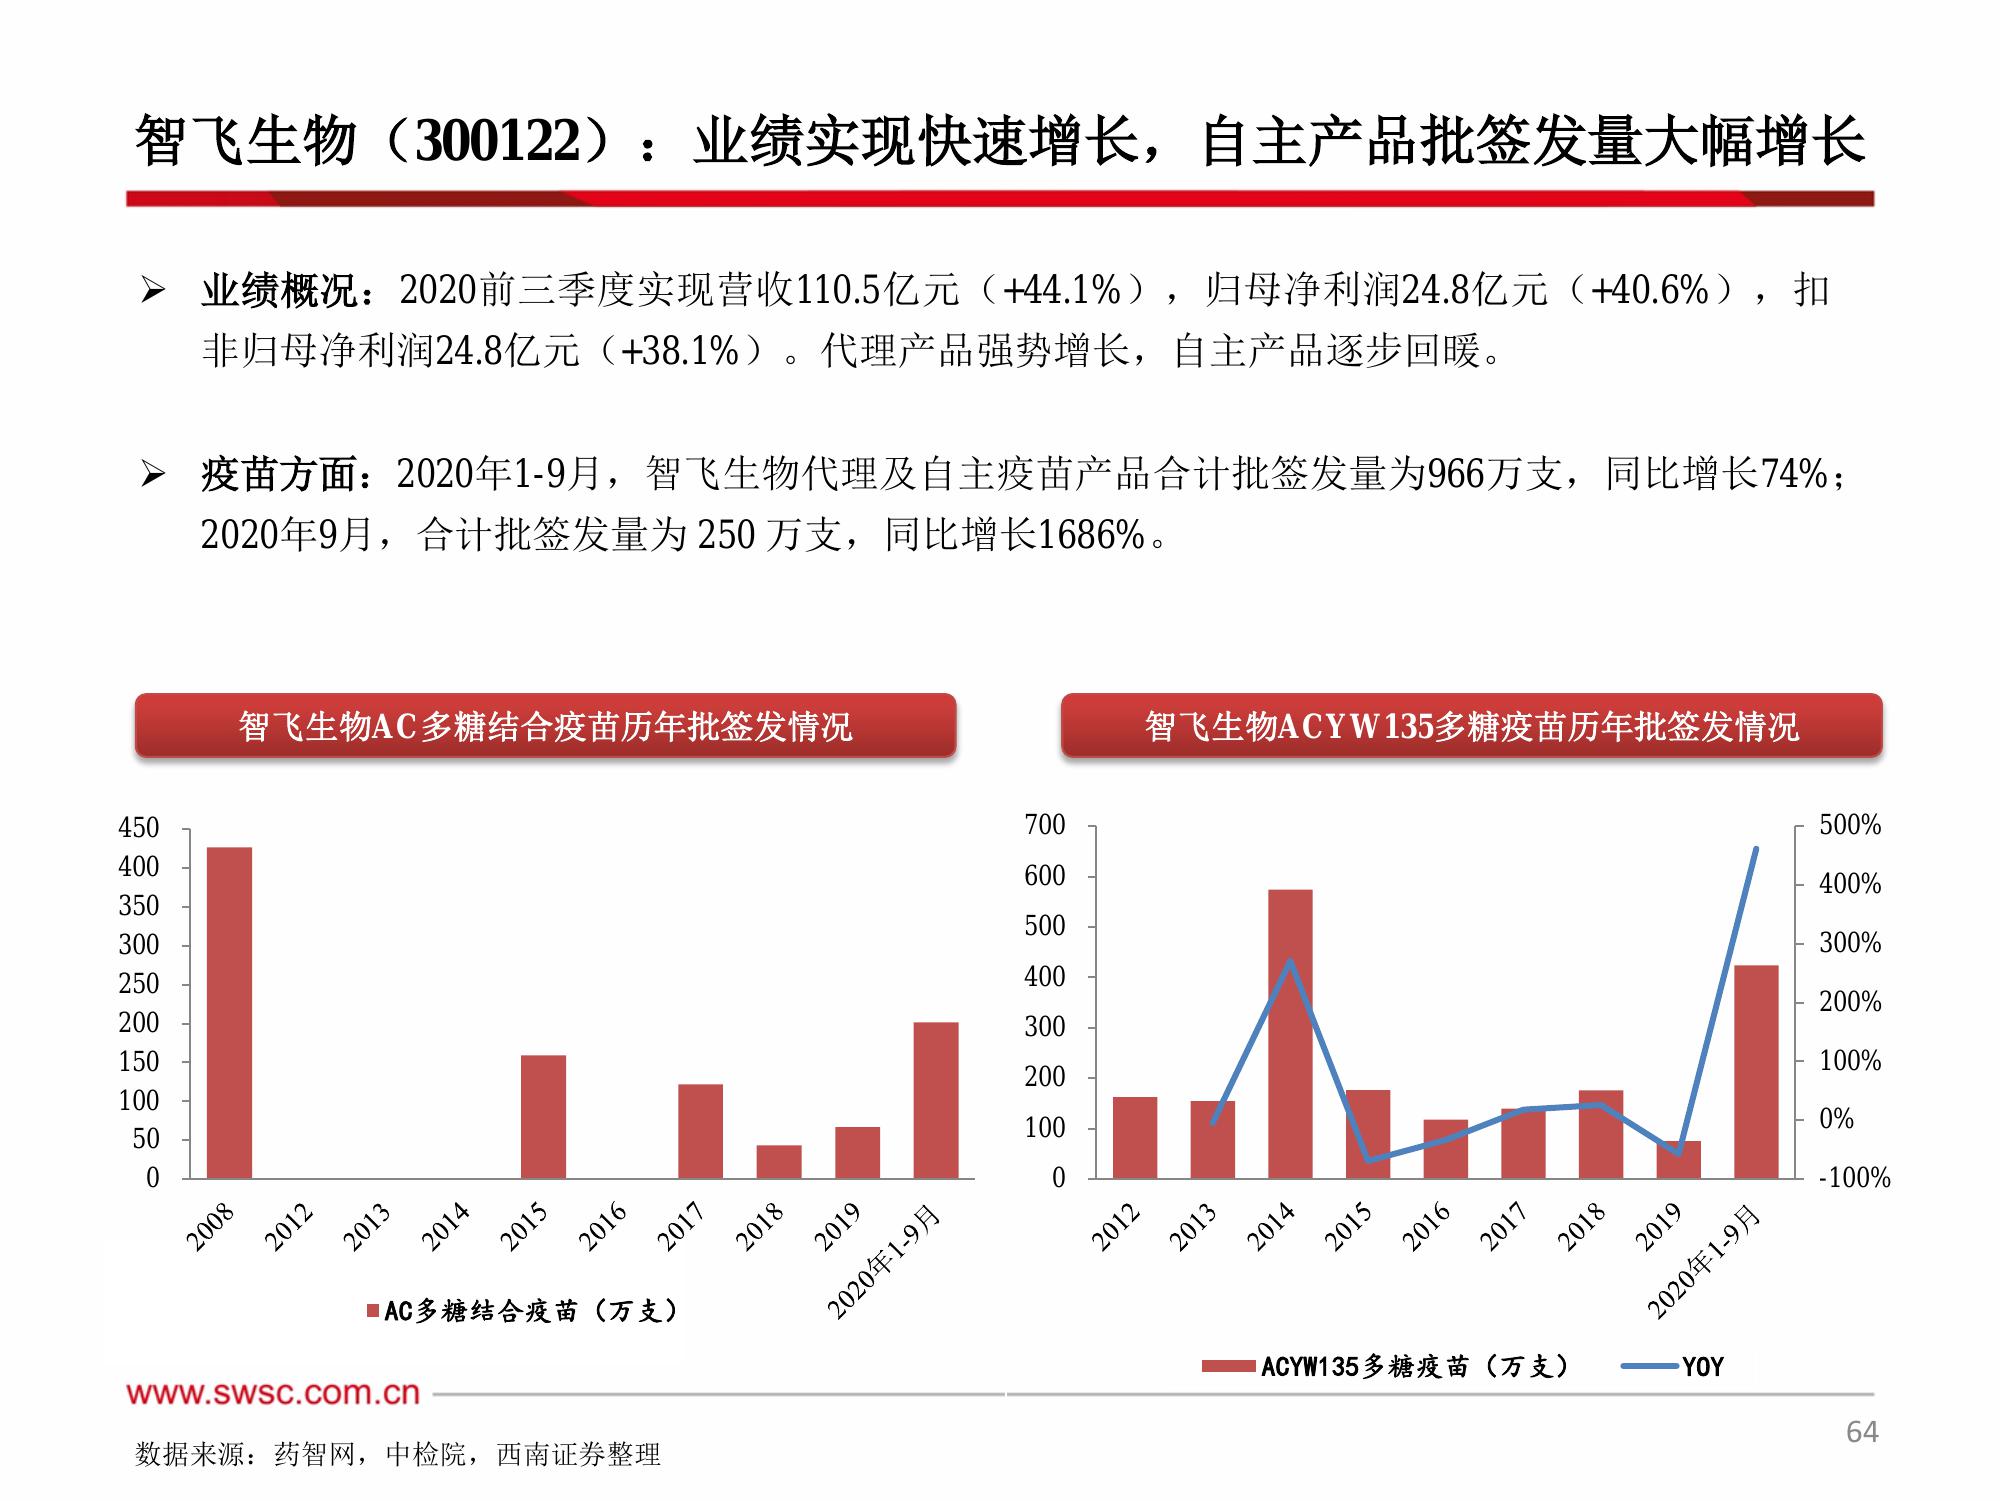 智飞生物（300122）：业绩实现快速增长，自主产品批签发量大幅增长
➢ 业绩概况：2020前三季度实现营收110.5亿元（+44.1%），归母净利润24.8亿元（+40.6%），扣
非归母净利润24.8亿元（+38.1%）。代理产品强势增长，自主产品逐步回暖。
➢ 疫苗方面：2020年1-9月，智飞生物代理及自主疫苗产品合计批签发量为966万支，同比增长74%；
2020年9月，合计批签发量为 250 万支，同比增长1686%。
智飞生物AC多糖结合疫苗历年批签发情况
450
400
350
300
250
200
150
100
50
0
2008 2012 2013 2014 2015 2016 2017 2018 2019 2020年1-9月
AC多糖结合疫苗（万支）
智飞生物ACYW135多糖疫苗历年批签发情况
700
600
500
400
300
200
100
0
500%
400%
300%
200%
100%
0%
-100%
2012 2013 2014 2015 2016 2017 2018 2019 2020年1-9月
ACYW135多糖疫苗（万支） YOY
www.swsc.com.cn
数据来源：药智网，中检院，西南证券整理
64